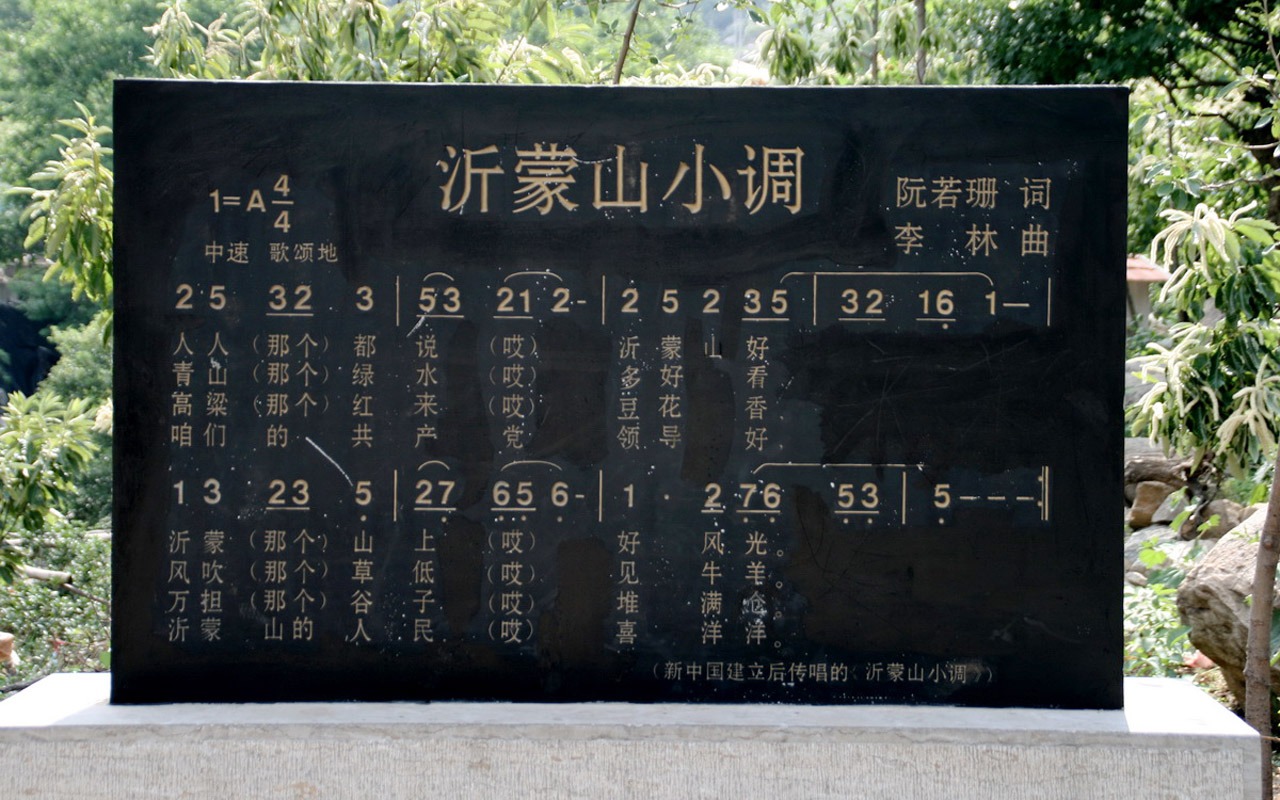 沂蒙山小调
1=A 4/4
中速 歌颂地
阮若珊 词
李 林 曲
2 5 32 3 | 53 21 2- | 2 5 2 35 | 32 16 1— |
人 人 (那 个) 都 说 (哎) 沂 蒙 山 好
青 山 (那 个) 绿 水 (哎) 多 好 看
高 粱 (那 个) 红 来 (哎) 豆 花 香
咱 们 的 共 产 党 领 导 好
1 3 23 5 | 27 65 6- | 1 · 2 76 53 | 5 — — — ‖
沂 蒙 (那 个) 山 上 (哎) 好 风 光。
风 吹 (那 个) 草 低 (哎) 见 牛 羊。
万 担 (那 个) 谷 子 (哎) 堆 满 仓。
沂 蒙 山 的 人 民 (哎) 喜 洋 洋。
(新中国建立后传唱的《沂蒙山小调》)